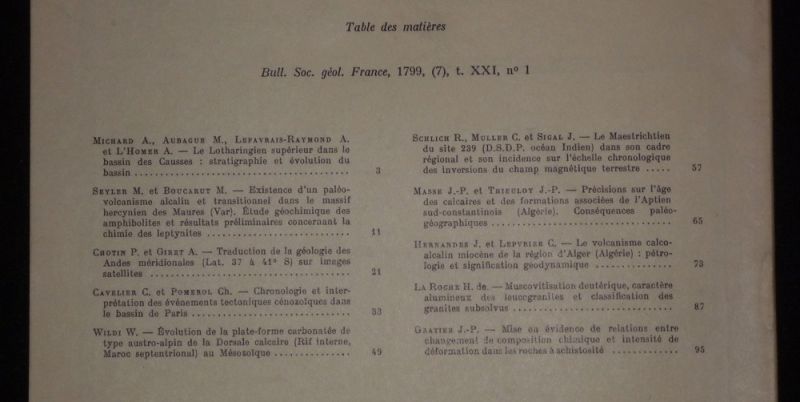 Table des matières
Bull. Soc. géol. France, 1799, (7), t. XXI, nº 1
MICHARD A., AUBAGUE M., LEFAVRAIS-RAYMOND A.
et L'HOMER A. — Le Lotharingien supérieur dans le
bassin des Causses : stratigraphie et évolution du
bassin ........................................ 3
SEYLER M. et BOUCARUT M. — Existence d'un paléo-
volcanisme alcalin et transitionnel dans le massif
hercynien des Maures (Var). Étude géochimique des
amphibolites et résultats préliminaires concernant la
chimie des leptynites ........................... 11
CHOTIN P. et GIRET A. — Traduction de la géologie des
Andes méridionales (Lat. 37 à 41° S) sur images
satellites ..................................... 21
CAVELIER C. et POMEROL Ch. — Chronologie et inter-
prétation des événements tectoniques cénozoïques dans
le bassin de Paris .............................. 33
WILDI W. — Évolution de la plate-forme carbonatée de
type austro-alpin de la Dorsale calcaire (Rif interne,
Maroc septentrional) au Mésozoïque ............... 49
SCHLICH R., MULLER C. et SIGAL J. — Le Maestrichtien
du site 239 (D.S.D.P. océan Indien) dans son cadre
régional et son incidence sur l'échelle chronologique
des inversions du champ magnétique terrestre ..... 57
MASSE J.-P. et THIEULOY J.-P. — Précisions sur l'âge
des calcaires et des formations associées de l'Aptien
sud-constantinois (Algérie). Conséquences paléo-
géographiques ................................. 65
HERNANDEZ J. et LEPVRIER C. — Le volcanisme calco-
alcalin miocène de la région d'Alger (Algérie) : pétro-
logie et signification géodynamique .............. 73
LA ROCHE H. de. — Muscovitisation deutérique, caractère
alumineux des leucogranites et classification des
granites subsolvus .............................. 87
GRATIER J.-P. — Mise en évidence de relations entre
changement de composition chimique et intensité de
déformation dans les roches à schistosité ............. 95